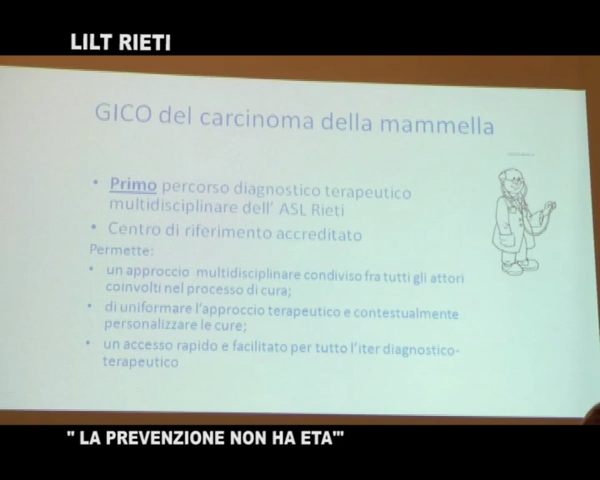 LILT RIETI
GICO del carcinoma della mammella
• Primo percorso diagnostico terapeutico
multidisciplinare dell' ASL Rieti
• Centro di riferimento accreditato
Permette:
• un approccio multidisciplinare condiviso fra tutti gli attori
coinvolti nel processo di cura;
• di uniformare l'approccio terapeutico e contestualmente
personalizzare le cure;
• un accesso rapido e facilitato per tutto l'iter diagnostico-
terapeutico
" LA PREVENZIONE NON HA ETA'"